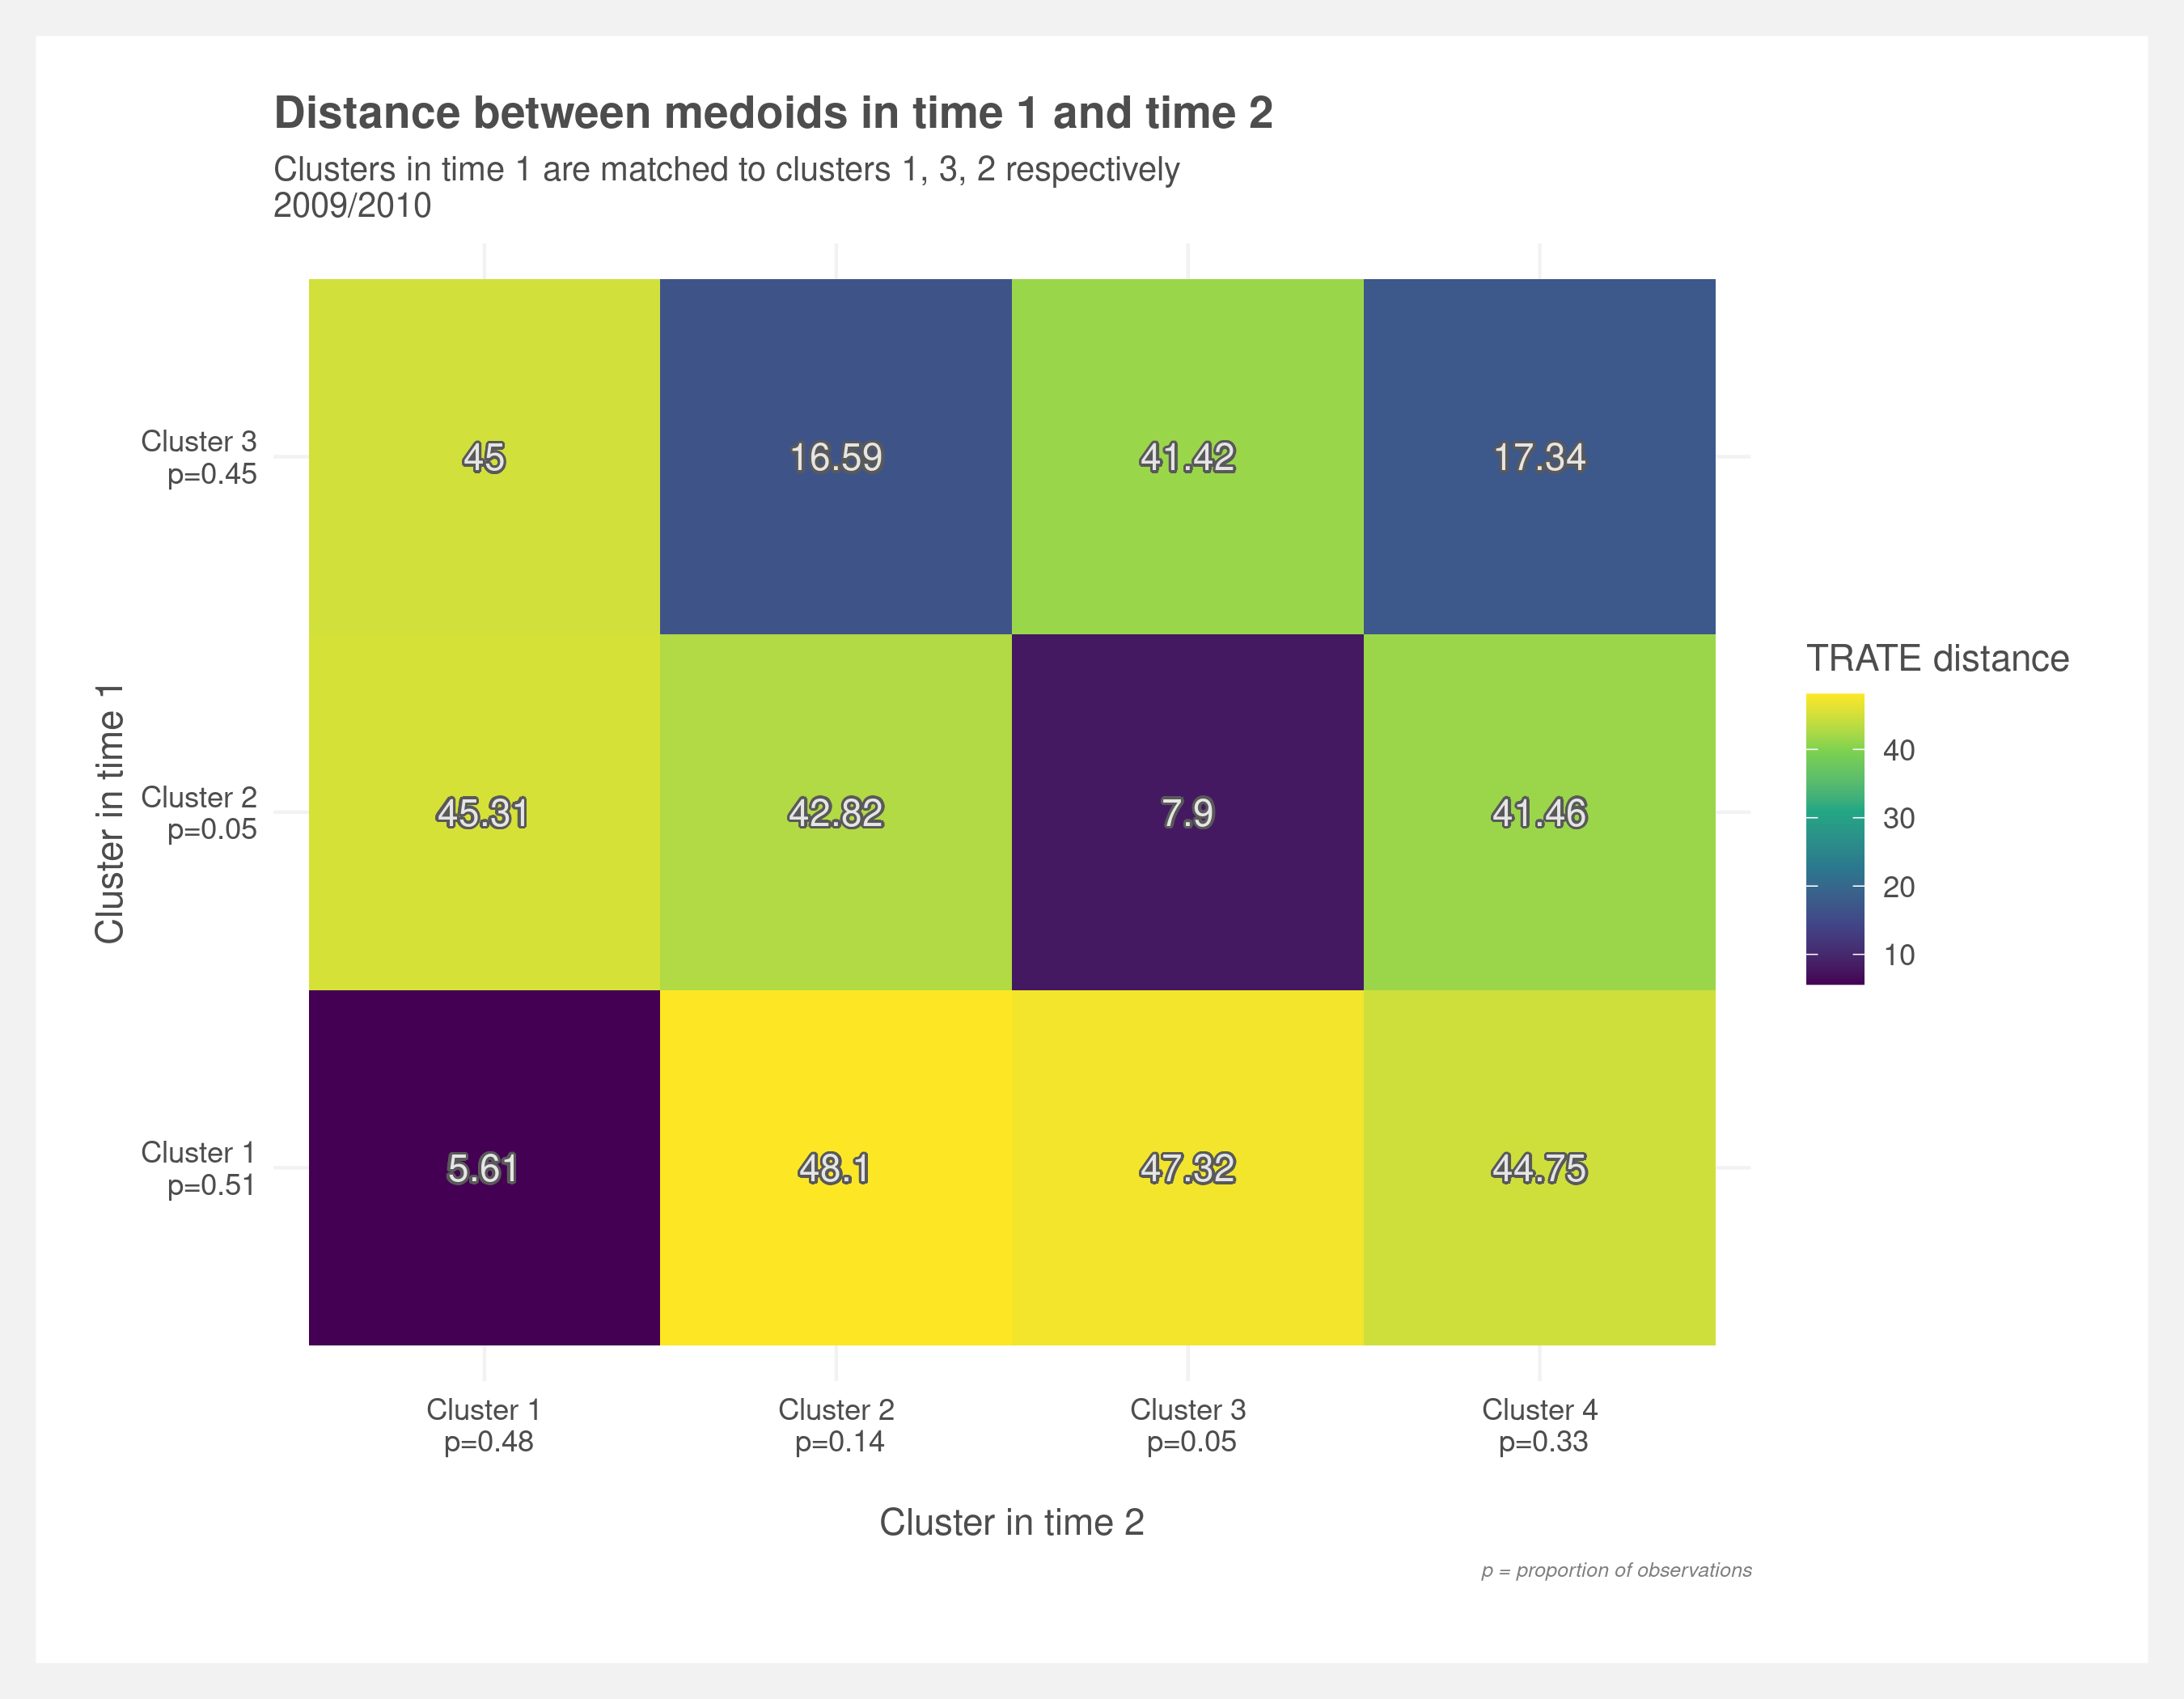 Distance between medoids in time 1 and time 2
Clusters in time 1 are matched to clusters 1, 3, 2 respectively
2009/2010
Cluster in time 1
Cluster 3
p=0.45
45
16.59
41.42
17.34
Cluster 2
p=0.05
45.31
42.82
7.9
41.46
Cluster 1
p=0.51
5.61
48.1
47.32
44.75
Cluster 1
p=0.48
Cluster 2
p=0.14
Cluster 3
p=0.05
Cluster 4
p=0.33
Cluster in time 2
TRATE distance
40
30
20
10
p = proportion of observations